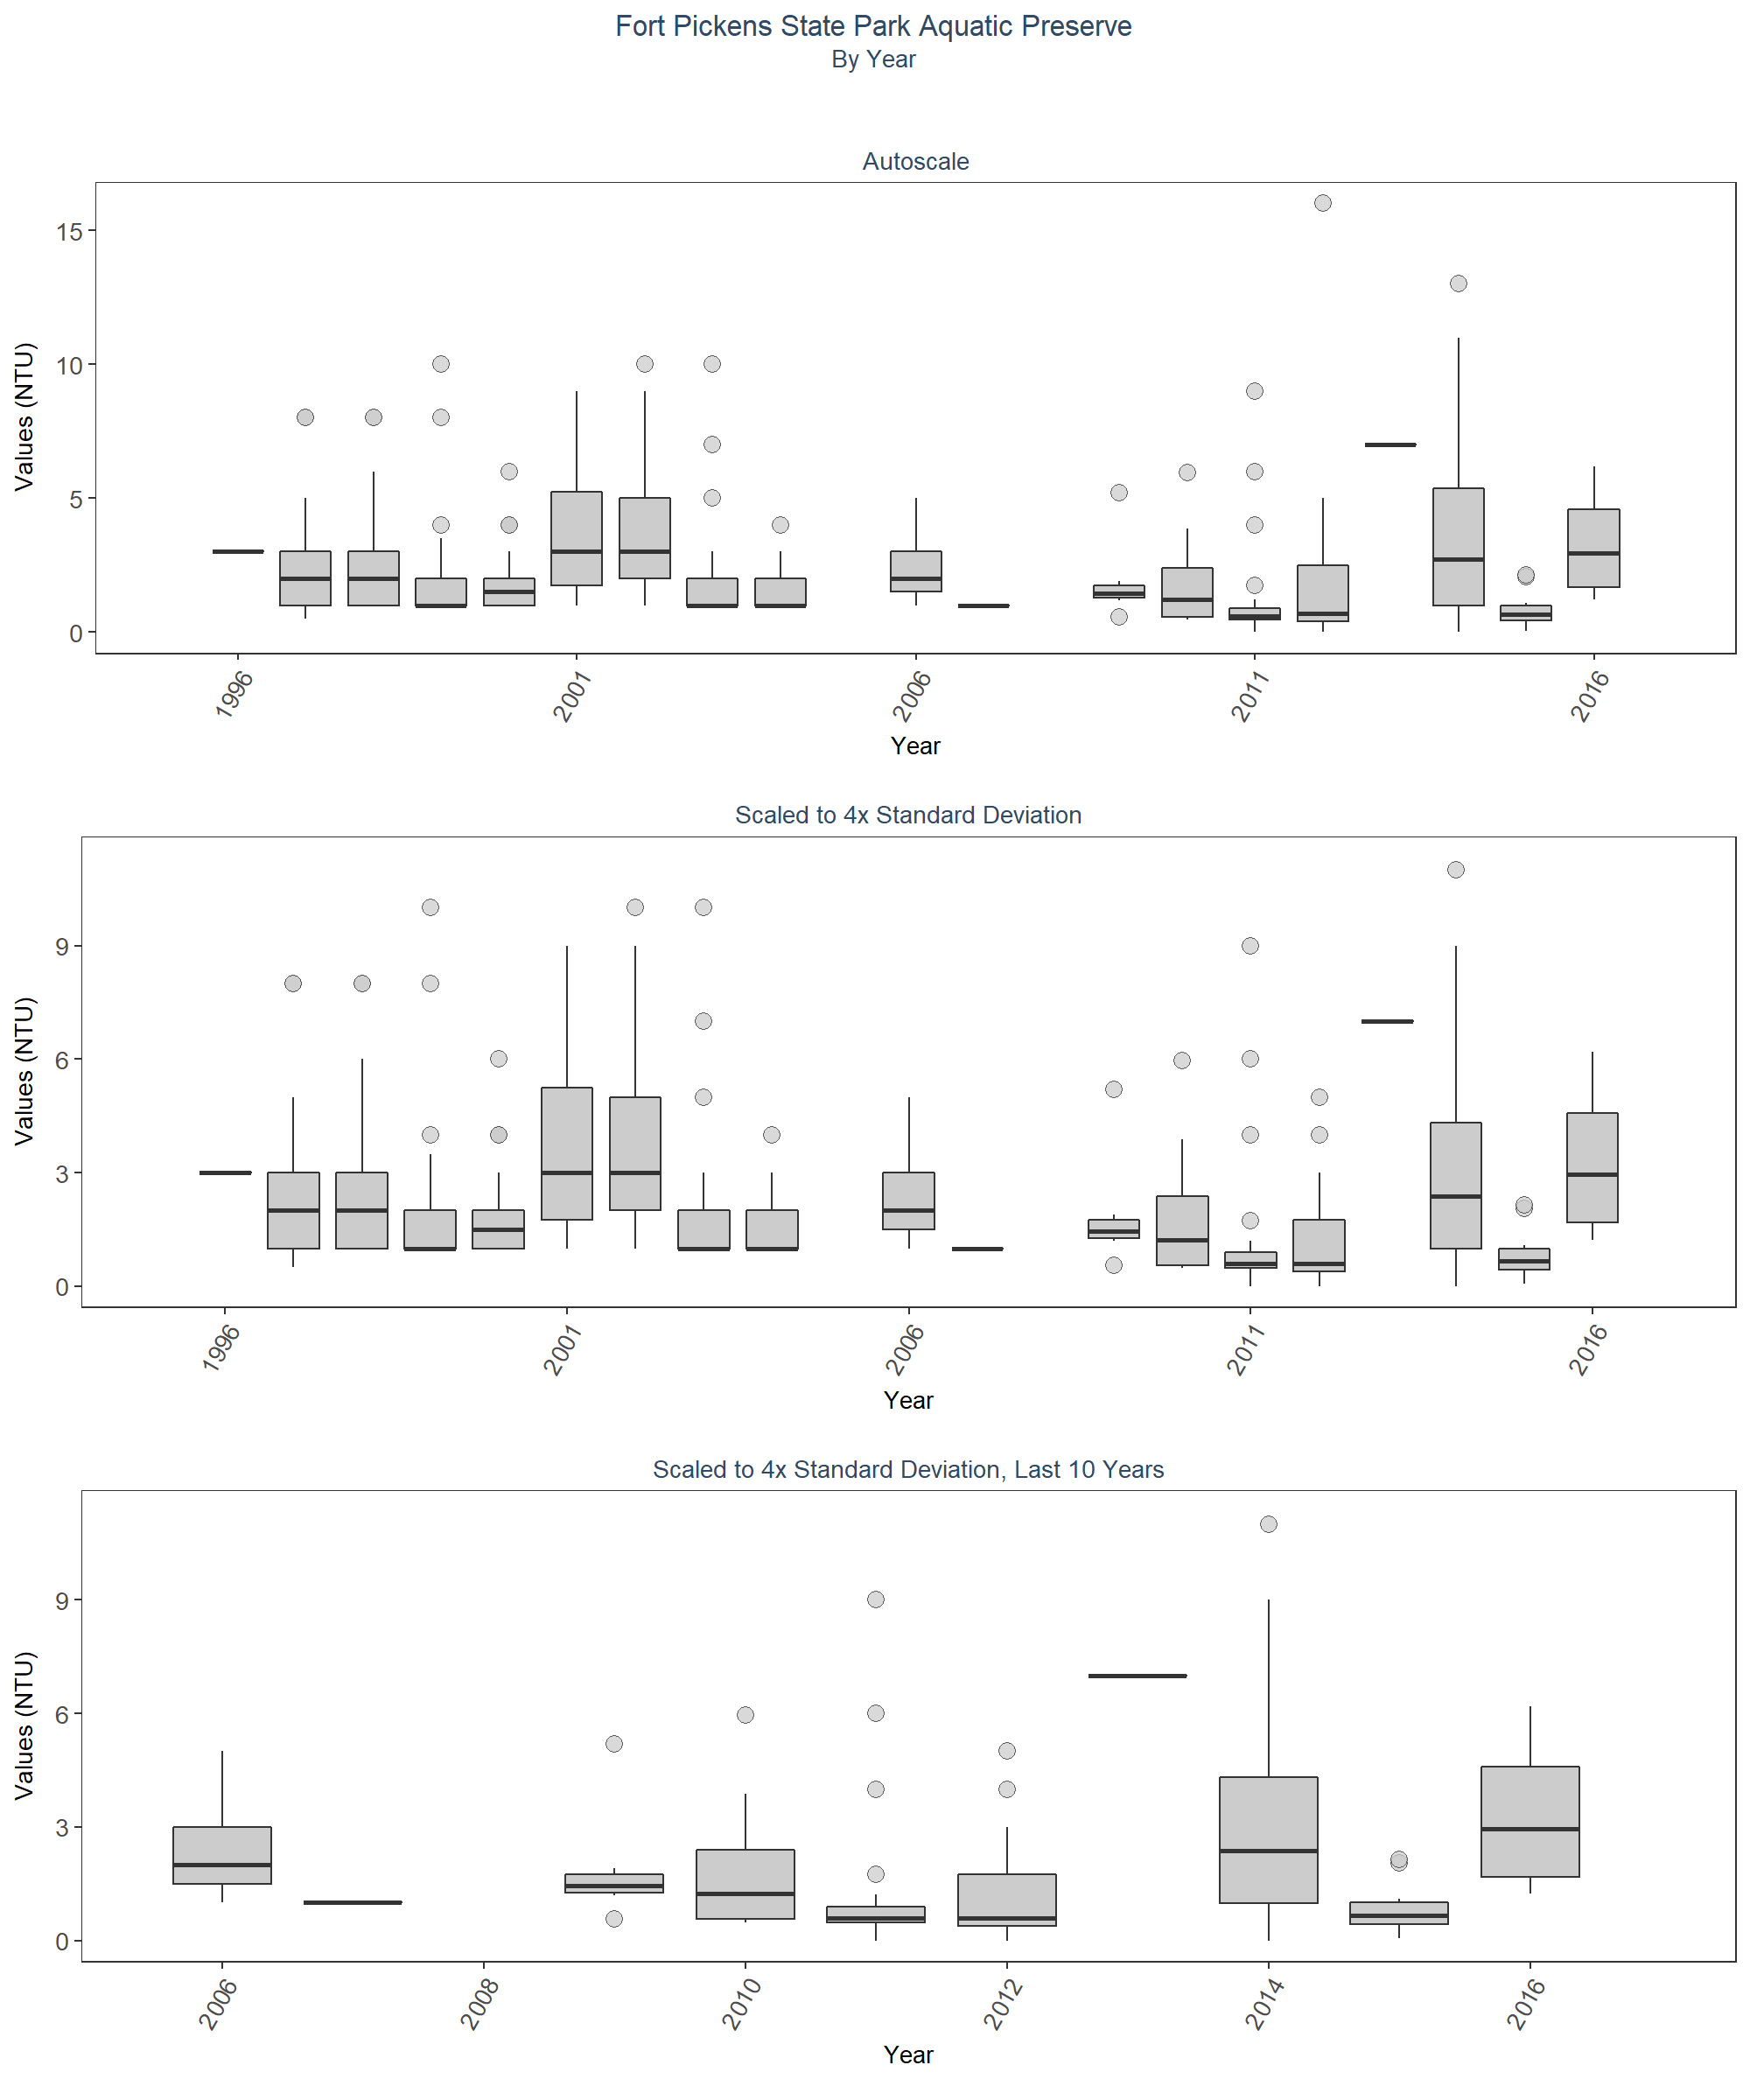 Fort Pickens State Park Aquatic Preserve
By Year
Autoscale
Values (NTU)
15
10
5
0
1996
2001
2006
2011
2016
Year
Scaled to 4x Standard Deviation
Values (NTU)
9
6
3
0
1996
2001
2006
2011
2016
Year
Scaled to 4x Standard Deviation, Last 10 Years
Values (NTU)
9
6
3
0
2006
2008
2010
2012
2014
2016
Year